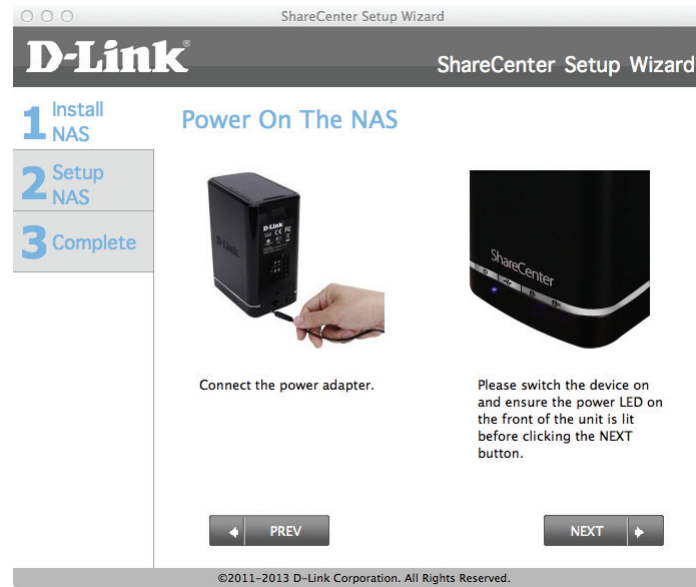 ShareCenter Setup Wizard
D-Link®
ShareCenter Setup Wizard
1 Install
NAS
2 Setup
NAS
3 Complete
Power On The NAS
D-Link
D-Link
ShareCenter
Connect the power adapter.
Please switch the device on
and ensure the power LED on
the front of the unit is lit
before clicking the NEXT
button.
PREV
NEXT
©2011-2013 D-Link Corporation. All Rights Reserved.